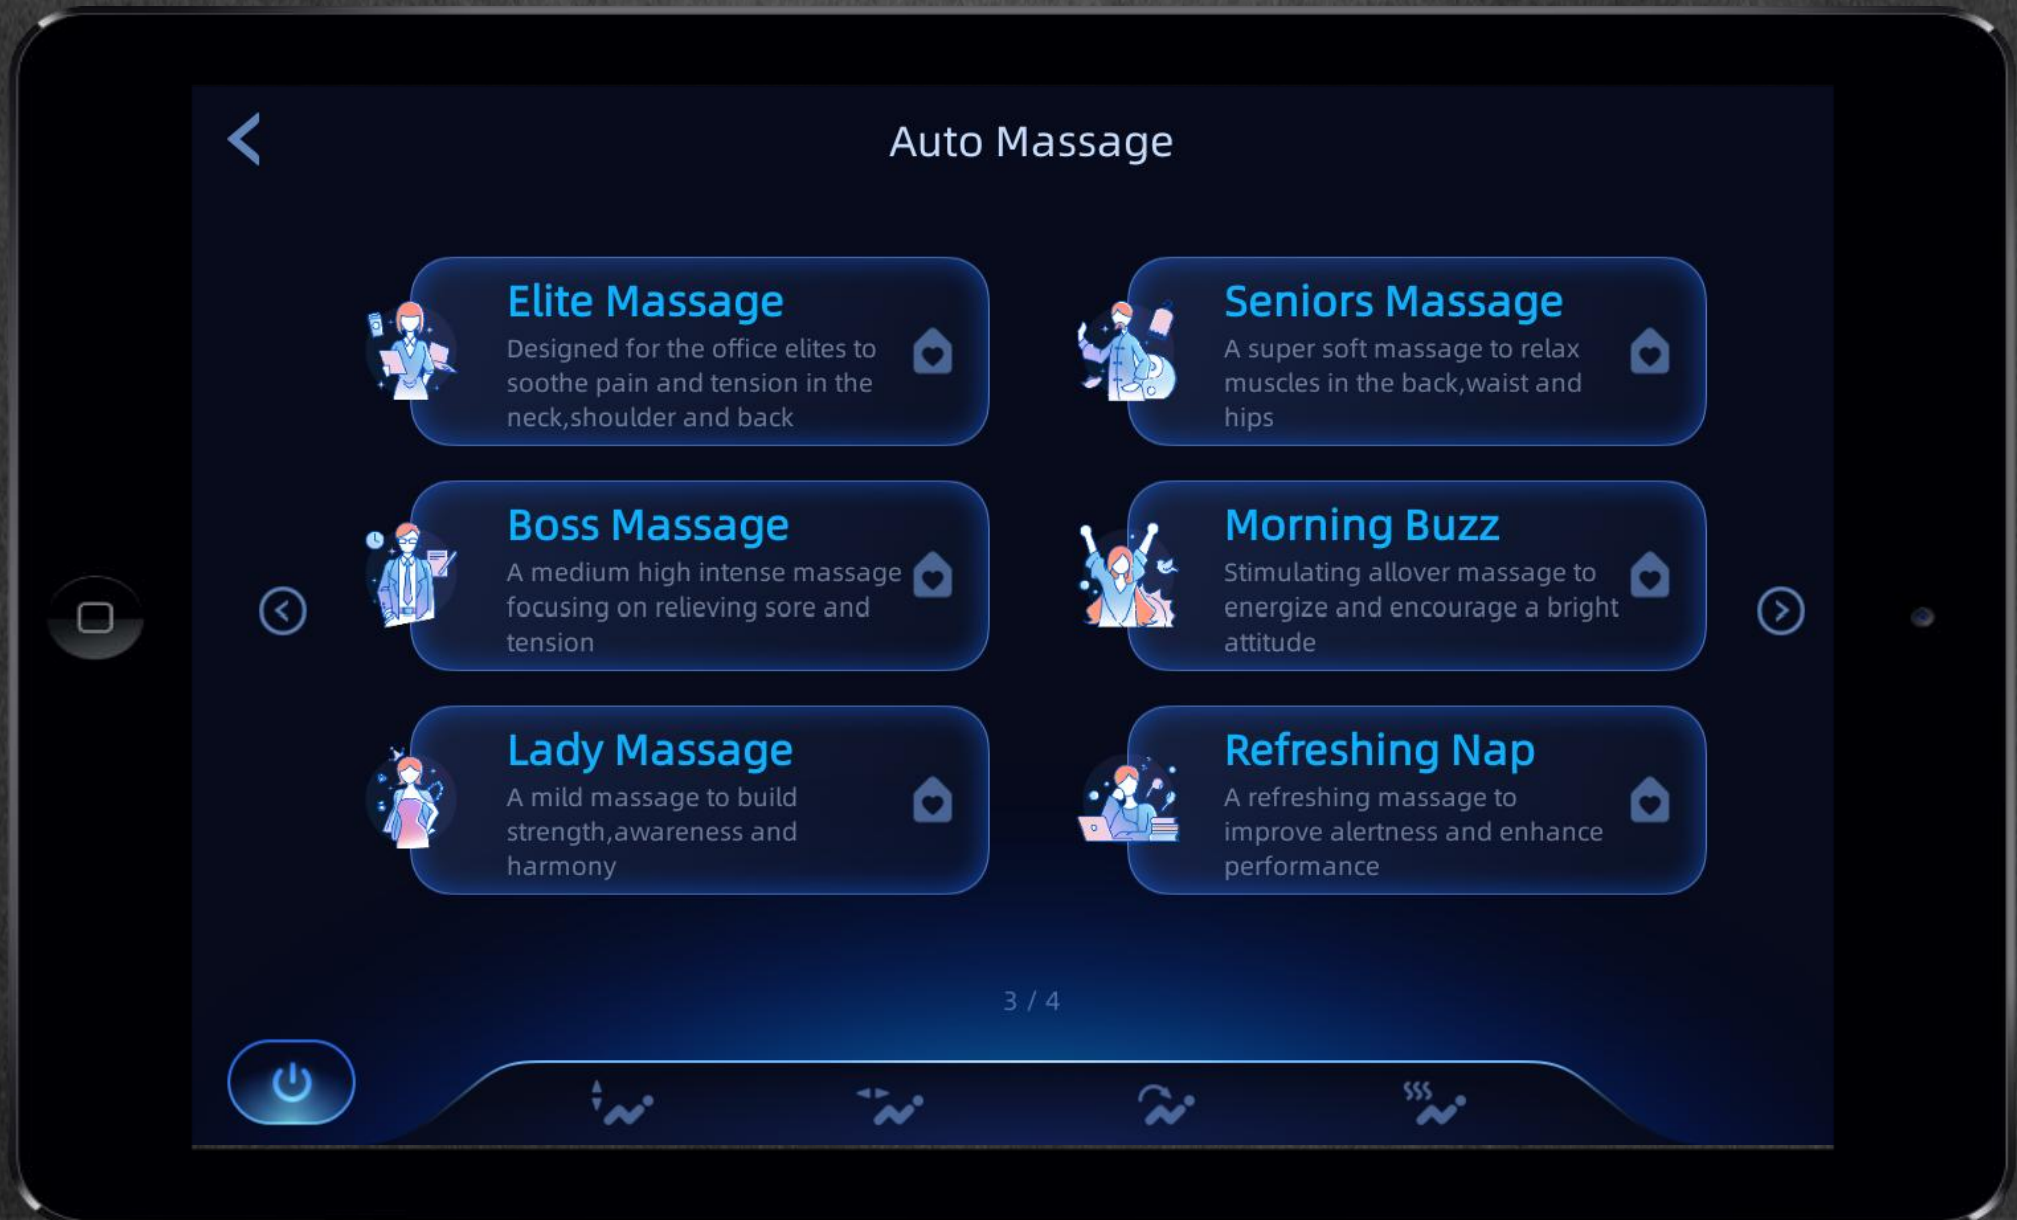 Auto Massage
Elite Massage
Designed for the office elites to
soothe pain and tension in the
neck,shoulder and back
Seniors Massage
A super soft massage to relax
muscles in the back,waist and
hips
Boss Massage
A medium high intense massage
focusing on relieving sore and
tension
Morning Buzz
Stimulating allover massage to
energize and encourage a bright
attitude
Lady Massage
A mild massage to build
strength,awareness and
harmony
Refreshing Nap
A refreshing massage to
improve alertness and enhance
performance
3 / 4